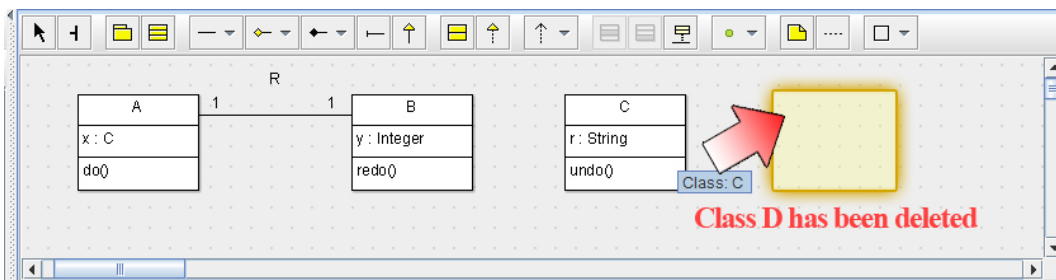 R
A
1
1
B
C
x : C
y : Integer
r : String
do()
redo()
undo()
Class: C
Class D has been deleted